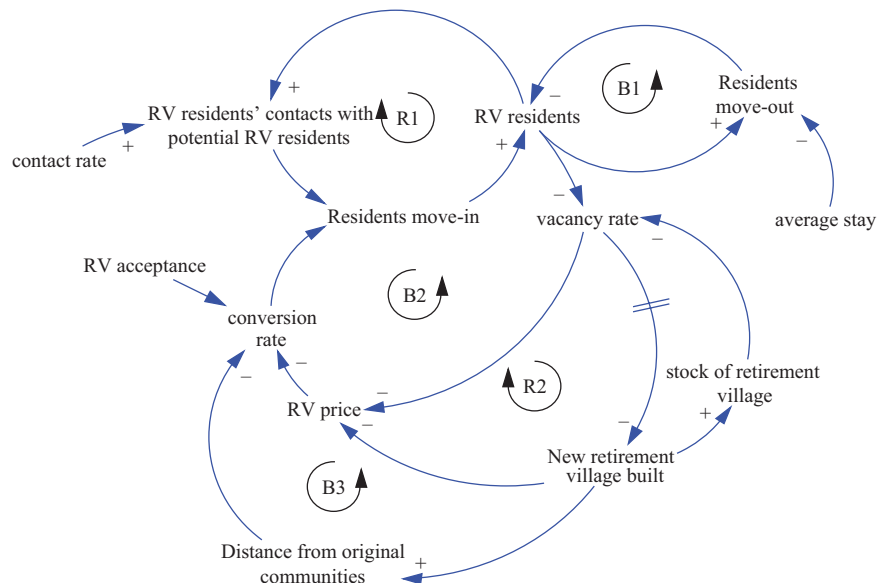 +
R1
B1
−
Residents
move-out
RV residents’ contacts with
potential RV residents
RV residents
+
+
+
−
contact rate
−
Residents move-in
vacancy rate
average stay
−
RV acceptance
B2
conversion
rate
−
−
stock of retirement
village
R2
−
RV price
−
+
−
New retirement
village built
B3
Distance from original
communities
+